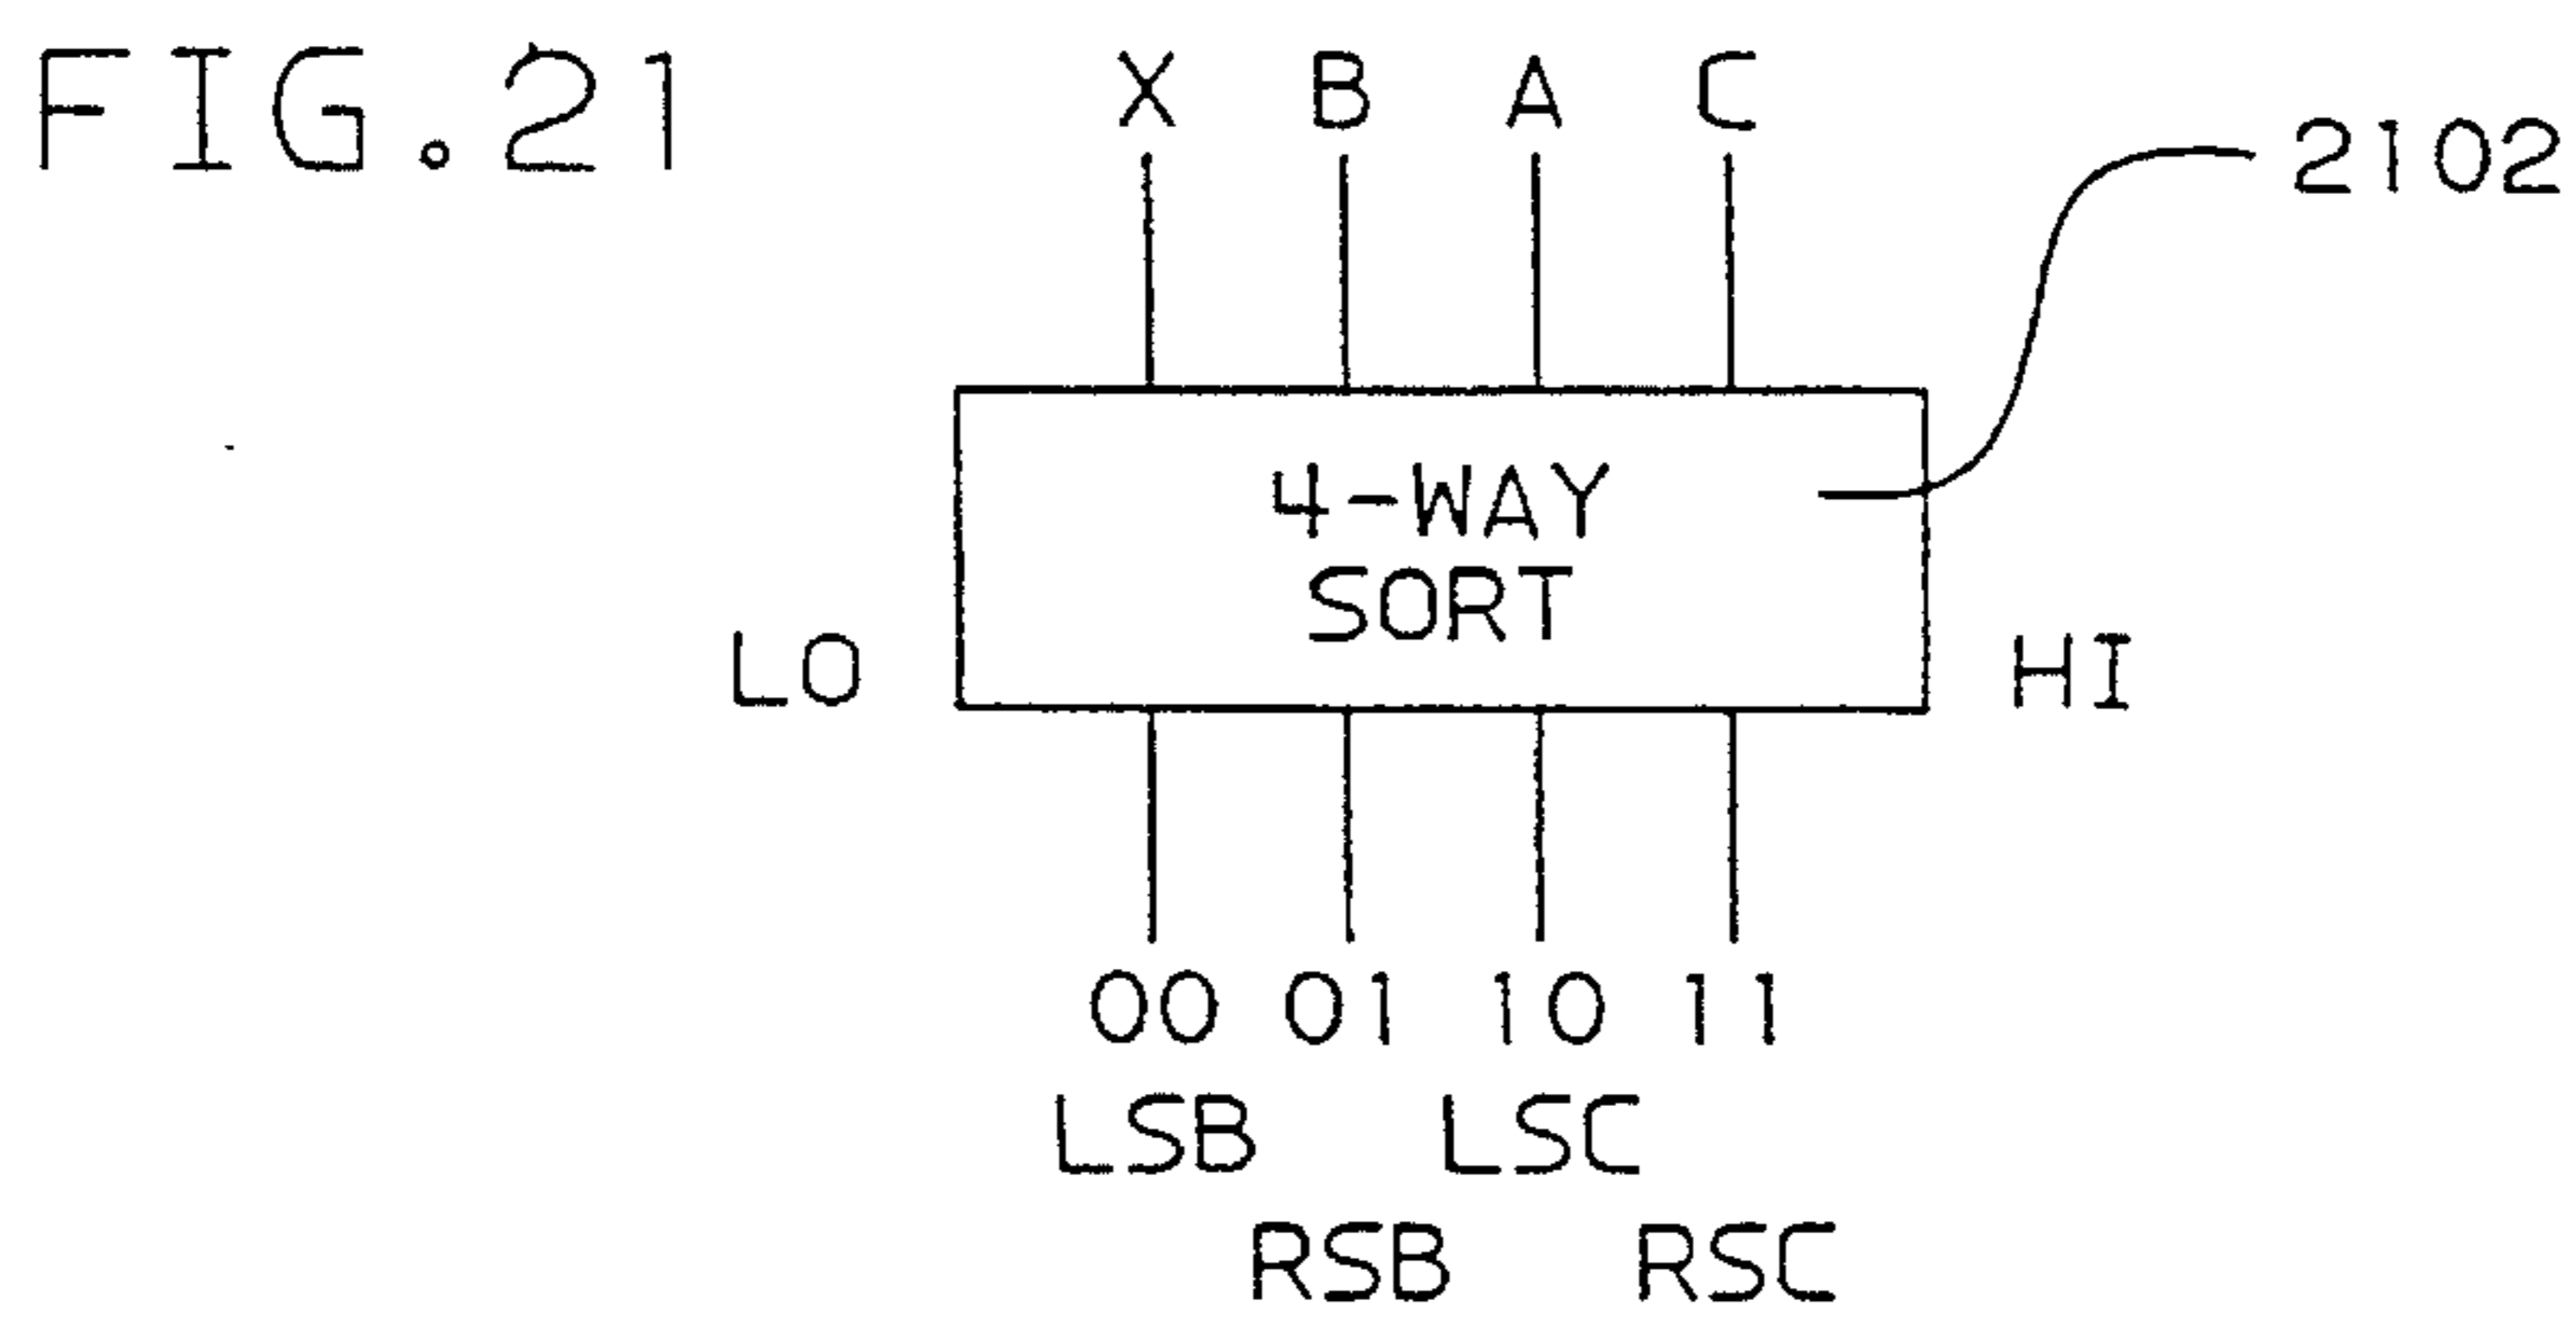 FIG.21
X B A C
2102
4-WAY
SORT
LO
HI
00 01 10 11
LSB LSC
RSB RSC